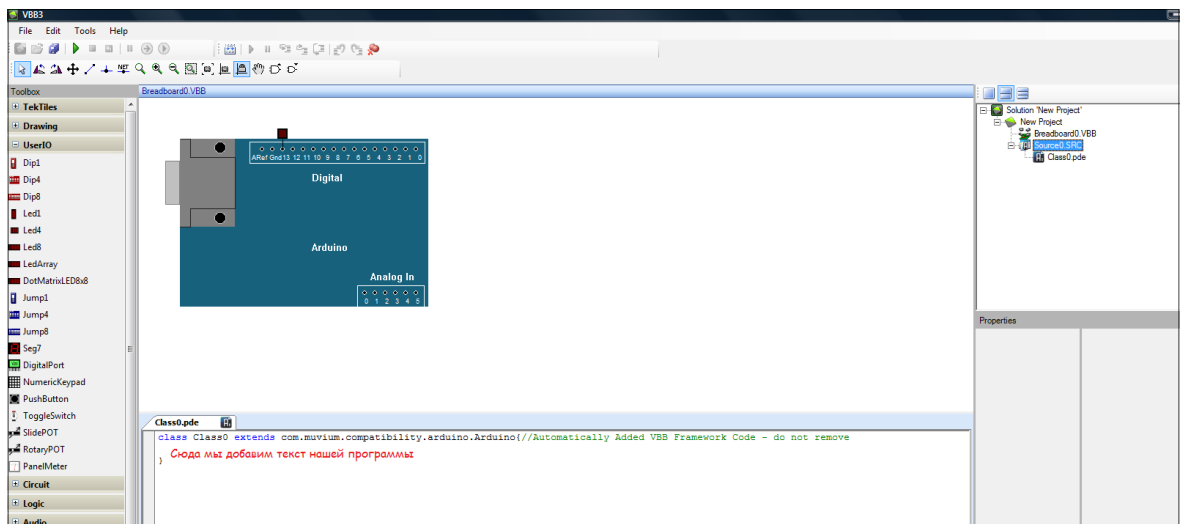 VBB3
File Edit Tools Help
Toolbox
TekTiles
Drawing
UserIO
Dip1
Dip4
Dip8
Led1
Led4
Led8
LedArray
DotMatrixLED8x8
Jump1
Jump4
Jump8
Seg7
DigitalPort
NumericKeypad
PushButton
ToggleSwitch
SlidePOT
RotaryPOT
PanelMeter
Circuit
Logic
Audio
NET
Breadboard0.VBB
ARef Gnd 13 12 11 10 9 8 7 6 5 4 3 2 1 0
Digital
Arduino
Analog In
0 1 2 3 4 5
Class0.pde
class Class0 extends com.muvium.compatibility.arduino.Arduino{//Automatically Added VBB Framework Code - do not remove
Сюда мы добавим текст нашей программы
}
Solution 'New Project'
New Project
Breadboard0.VBB
Source0.SRC
Class0.pde
Properties